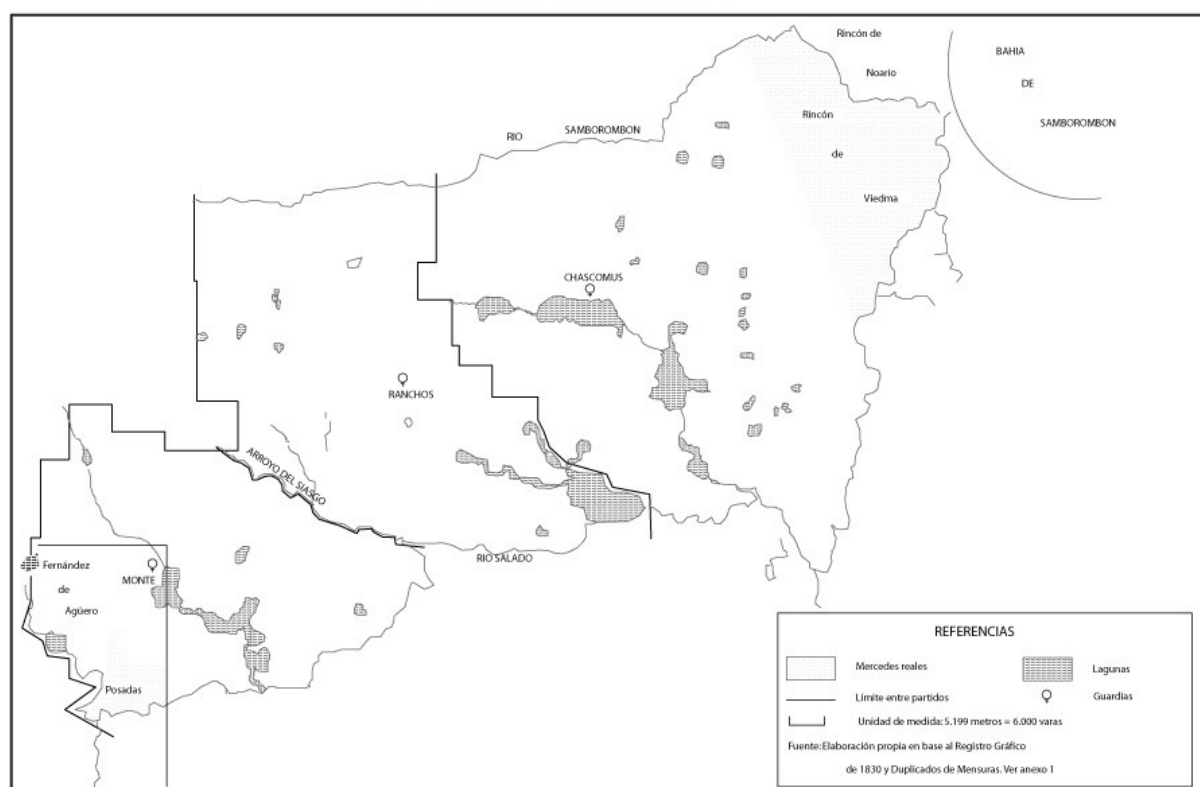 Rincón de
Noario
BAHIA
DE
SAMBOROMBON
RIO SAMBOROMBON
Rincón
de
Viedma
CHASCOMUS
RANCHOS
ARROYO DEL SIASGO
RIO SALADO
Fernández
de
Agüero
MONTE
Posadas
REFERENCIAS
Mercedes reales
Lagunas
Límite entre partidos
Guardias
Unidad de medida: 5.199 metros = 6.000 varas
Fuente: Elaboración propia en base al Registro Gráfico
de 1830 y Duplicados de Mensuras. Ver anexo 1